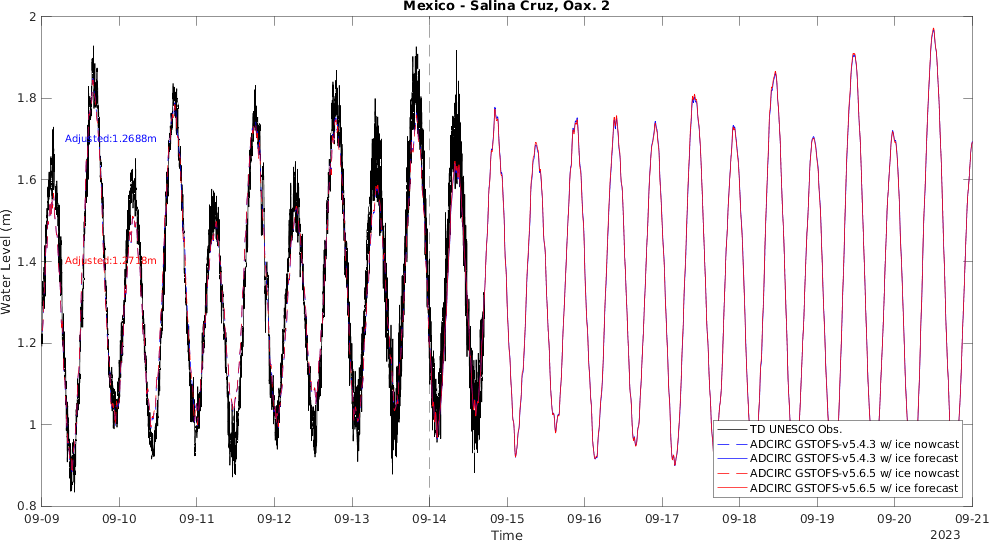 Mexico - Salina Cruz, Oax. 2
2
1.8
1.6
1.4
1.2
1
0.8
Water Level (m)
Adjusted:1.2688m
Adjusted:1.2718m
TD UNESCO Obs.
ADCIRC GSTOFS-v5.4.3 w/ ice nowcast
ADCIRC GSTOFS-v5.4.3 w/ ice forecast
ADCIRC GSTOFS-v5.6.5 w/ ice nowcast
ADCIRC GSTOFS-v5.6.5 w/ ice forecast
09-09 09-10 09-11 09-12 09-13 09-14 09-15 09-16 09-17 09-18 09-19 09-20 09-21
Time
2023